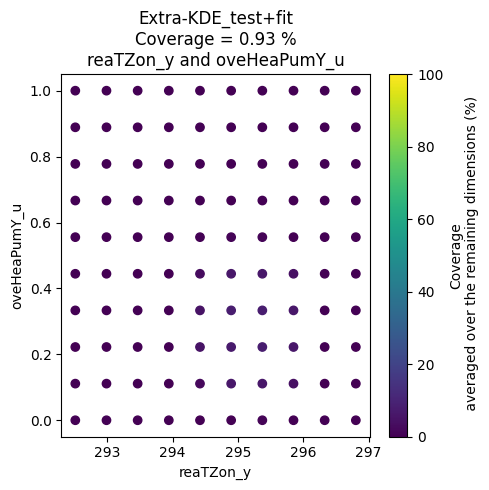 Extra-KDE_test+fit
Coverage = 0.93 %
reaTZon_y and oveHeaPumY_u
1.0
0.8
0.6
0.4
0.2
0.0
oveHeaPumY_u
293
294
295
296
297
reaTZon_y
100
80
60
40
20
0
Coverage
averaged over the remaining dimensions (%)